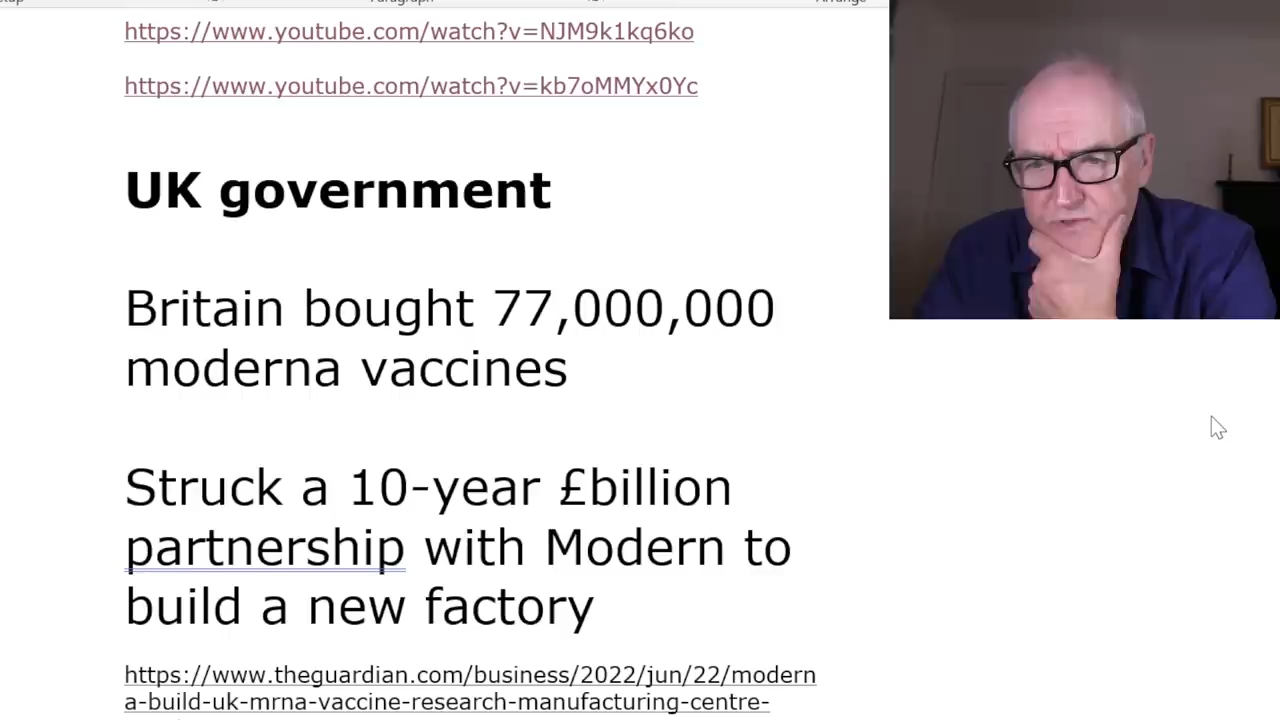 https://www.youtube.com/watch?v=NJM9k1kq6ko
https://www.youtube.com/watch?v=kb7oMMYx0Yc
UK government
Britain bought 77,000,000
moderna vaccines
Struck a 10-year £billion
partnership with Modern to
build a new factory
https://www.theguardian.com/business/2022/jun/22/modern
a-build-uk-mrna-vaccine-research-manufacturing-centre-